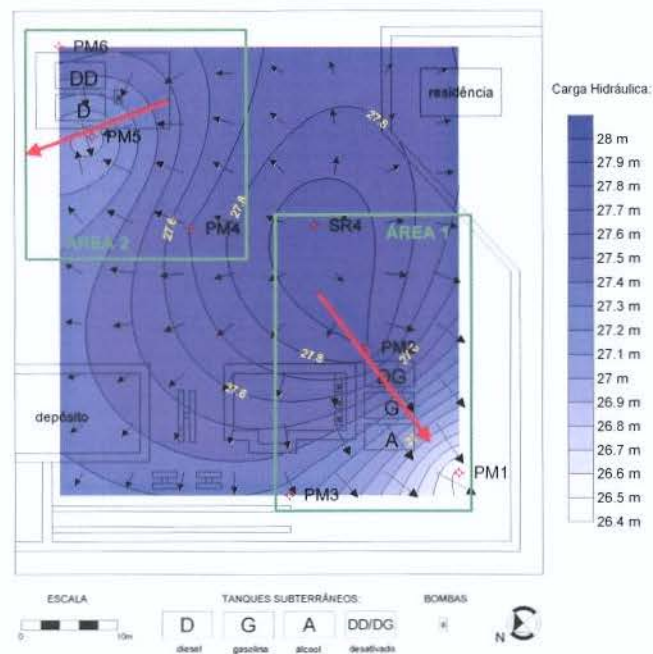 PM6
DD
D
PM5
residência
Carga Hidráulica:
28 m
27.9 m
27.8 m
27.7 m
27.6 m
27.5 m
27.4 m
27.3 m
27.2 m
27.1 m
27 m
26.9 m
26.8 m
26.7 m
26.6 m
26.5 m
26.4 m
27.8
27.8
27.6
PM4
SR4
ÁREA 2
ÁREA 1
PM2
27.8
DG
27.6
G
A
depósito
PM1
PM3
ESCALA
0 10m
TANQUES SUBTERRÂNEOS:
D
diesel
G
gasolina
A
álcool
DD/DG
desativado
BOMBAS
N